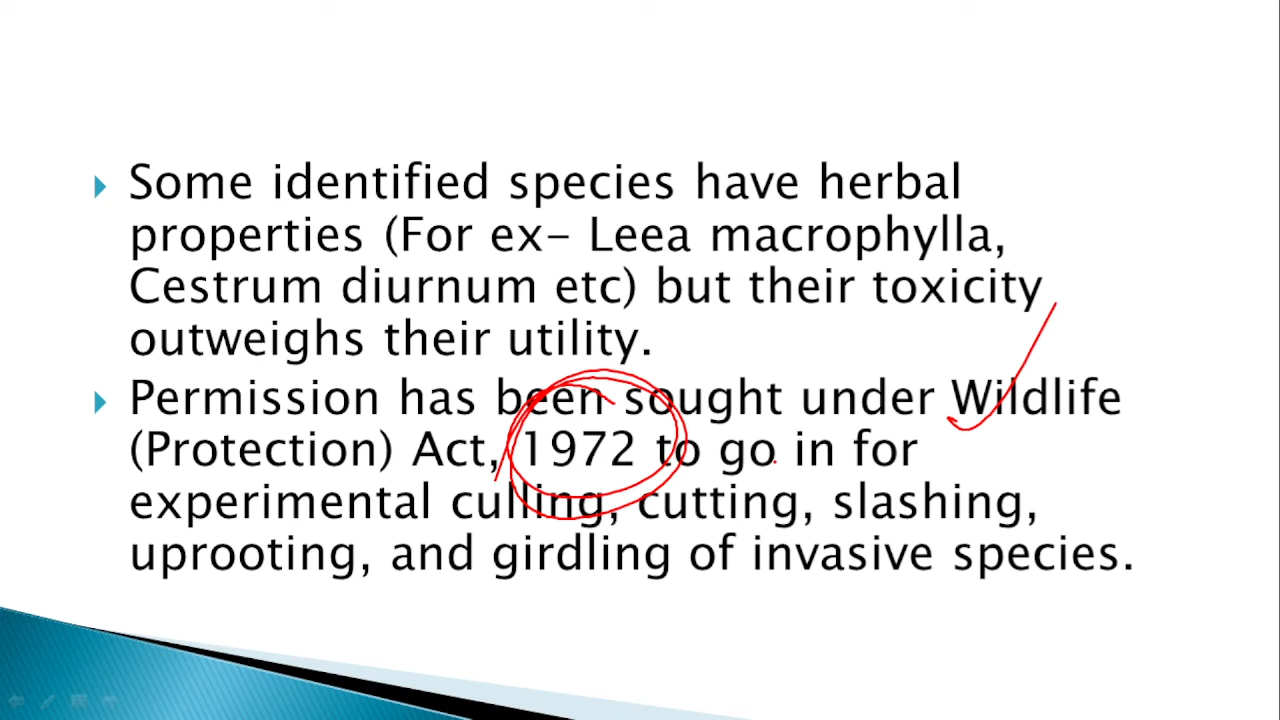 Some identified species have herbal
properties (For ex- Leea macrophylla,
Cestrum diurnum etc) but their toxicity
outweighs their utility.
Permission has been sought under Wildlife
(Protection) Act, 1972 to go in for
experimental culling, cutting, slashing,
uprooting, and girdling of invasive species.